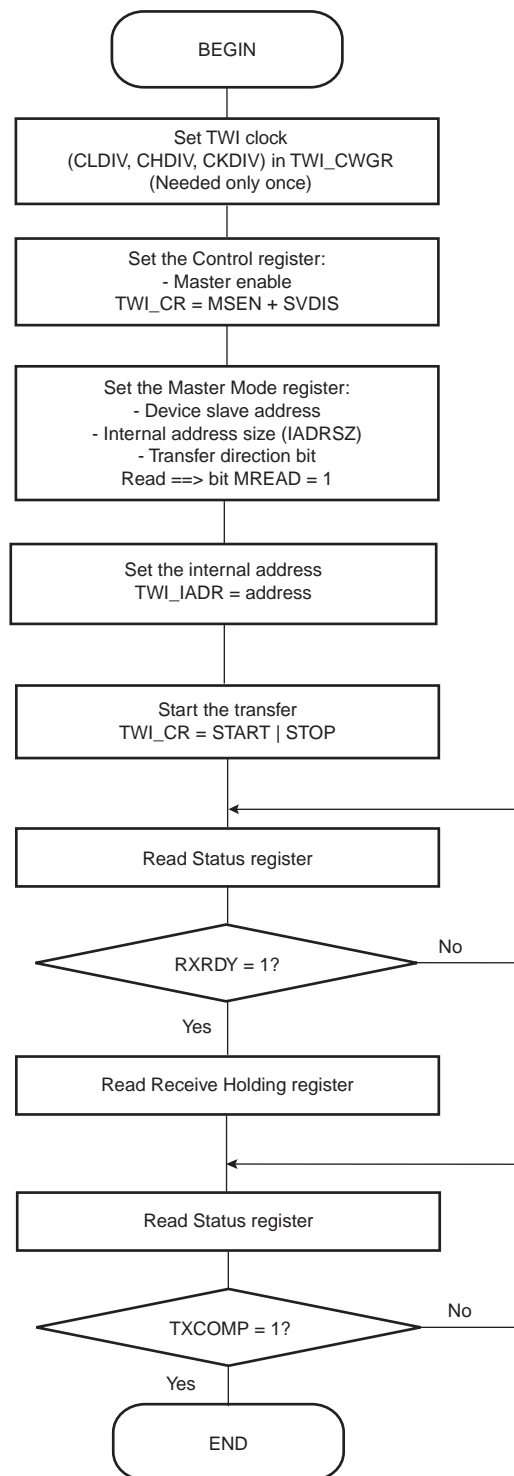 BEGIN
Set TWI clock
(CLDIV, CHDIV, CKDIV) in TWI_CWGR
(Needed only once)
Set the Control register:
- Master enable
TWI_CR = MSEN + SVDIS
Set the Master Mode register:
- Device slave address
- Internal address size (IADRSZ)
- Transfer direction bit
Read ==> bit MREAD = 1
Set the internal address
TWI_IADR = address
Start the transfer
TWI_CR = START | STOP
Read Status register
RXRDY = 1?
No
Yes
Read Receive Holding register
Read Status register
TXCOMP = 1?
No
Yes
END